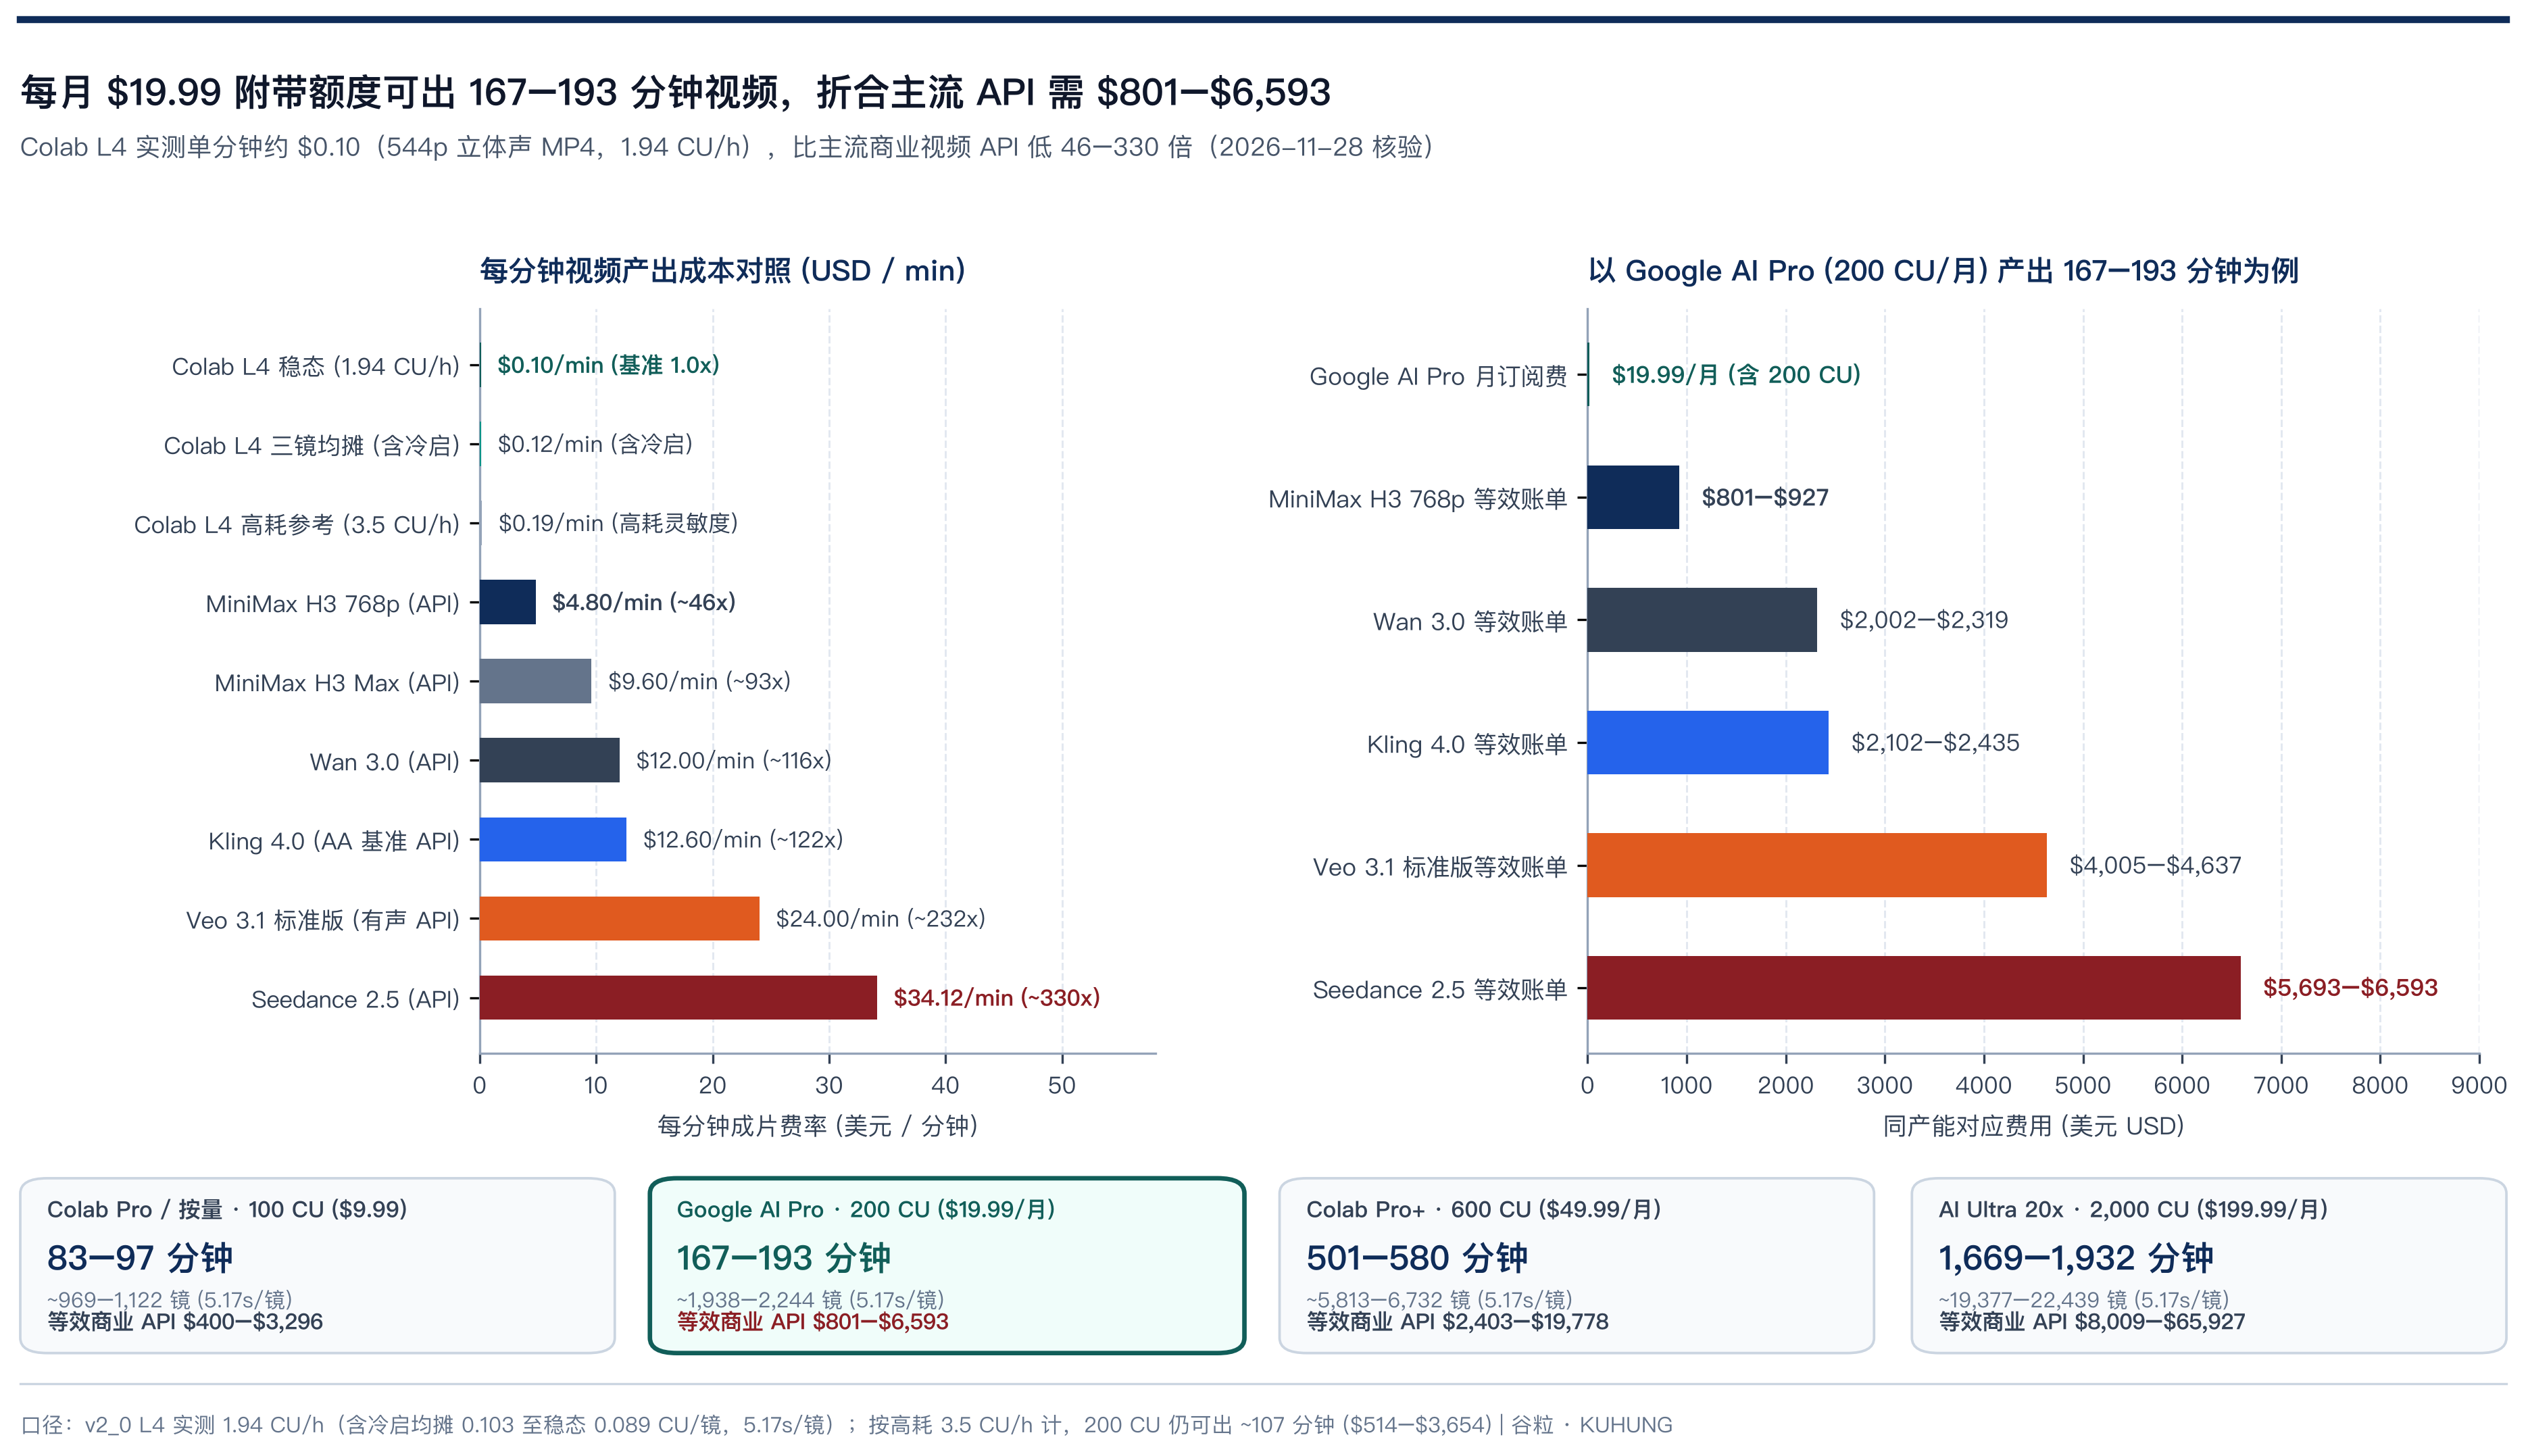 每月 $19.99 附带额度可出 167–193 分钟视频，折合主流 API 需 $801–$6,593
Colab L4 实测单分钟约 $0.10（544p 立体声 MP4，1.94 CU/h），比主流商业视频 API 低 46–330 倍（2026-11-28 核验）
每分钟视频产出成本对照 (USD / min)
Colab L4 稳态 (1.94 CU/h)
$0.10/min (基准 1.0x)
Colab L4 三镜均摊 (含冷启)
$0.12/min (含冷启)
Colab L4 高耗参考 (3.5 CU/h)
$0.19/min (高耗灵敏度)
MiniMax H3 768p (API)
$4.80/min (~46x)
MiniMax H3 Max (API)
$9.60/min (~93x)
Wan 3.0 (API)
$12.00/min (~116x)
Kling 4.0 (AA 基准 API)
$12.60/min (~122x)
Veo 3.1 标准版 (有声 API)
$24.00/min (~232x)
Seedance 2.5 (API)
$34.12/min (~330x)
0 10 20 30 40 50
每分钟成片费率 (美元 / 分钟)
以 Google AI Pro (200 CU/月) 产出 167–193 分钟为例
Google AI Pro 月订阅费
$19.99/月 (含 200 CU)
MiniMax H3 768p 等效账单
$801–$927
Wan 3.0 等效账单
$2,002–$2,319
Kling 4.0 等效账单
$2,102–$2,435
Veo 3.1 标准版等效账单
$4,005–$4,637
Seedance 2.5 等效账单
$5,693–$6,593
0 1000 2000 3000 4000 5000 6000 7000 8000 9000
同产能对应费用 (美元 USD)
Colab Pro / 按量 · 100 CU ($9.99)
83–97 分钟
~969–1,122 镜 (5.17s/镜)
等效商业 API $400–$3,296
Google AI Pro · 200 CU ($19.99/月)
167–193 分钟
~1,938–2,244 镜 (5.17s/镜)
等效商业 API $801–$6,593
Colab Pro+ · 600 CU ($49.99/月)
501–580 分钟
~5,813–6,732 镜 (5.17s/镜)
等效商业 API $2,403–$19,778
AI Ultra 20x · 2,000 CU ($199.99/月)
1,669–1,932 分钟
~19,377–22,439 镜 (5.17s/镜)
等效商业 API $8,009–$65,927
口径：v2_0 L4 实测 1.94 CU/h（含冷启均摊 0.103 至稳态 0.089 CU/镜，5.17s/镜）；按高耗 3.5 CU/h 计，200 CU 仍可出 ~107 分钟 ($514–$3,654) | 谷粒 · KUHUNG